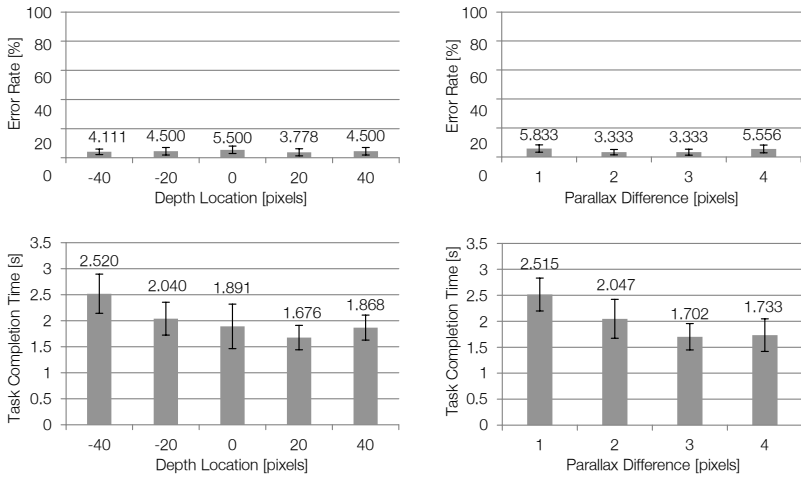 Error Rate [%]
100
80
60
40
20
0
4.111 4.500 5.500 3.778 4.500
-40 -20 0 20 40
Depth Location [pixels]
Error Rate [%]
100
80
60
40
20
0
5.833 3.333 3.333 5.556
1 2 3 4
Parallax Difference [pixels]
Task Completion Time [s]
3.5
3
2.5
2
1.5
1
0.5
0
2.520 2.040 1.891 1.676 1.868
-40 -20 0 20 40
Depth Location [pixels]
Task Completion Time [s]
3.5
3
2.5
2
1.5
1
0.5
0
2.515 2.047 1.702 1.733
1 2 3 4
Parallax Difference [pixels]